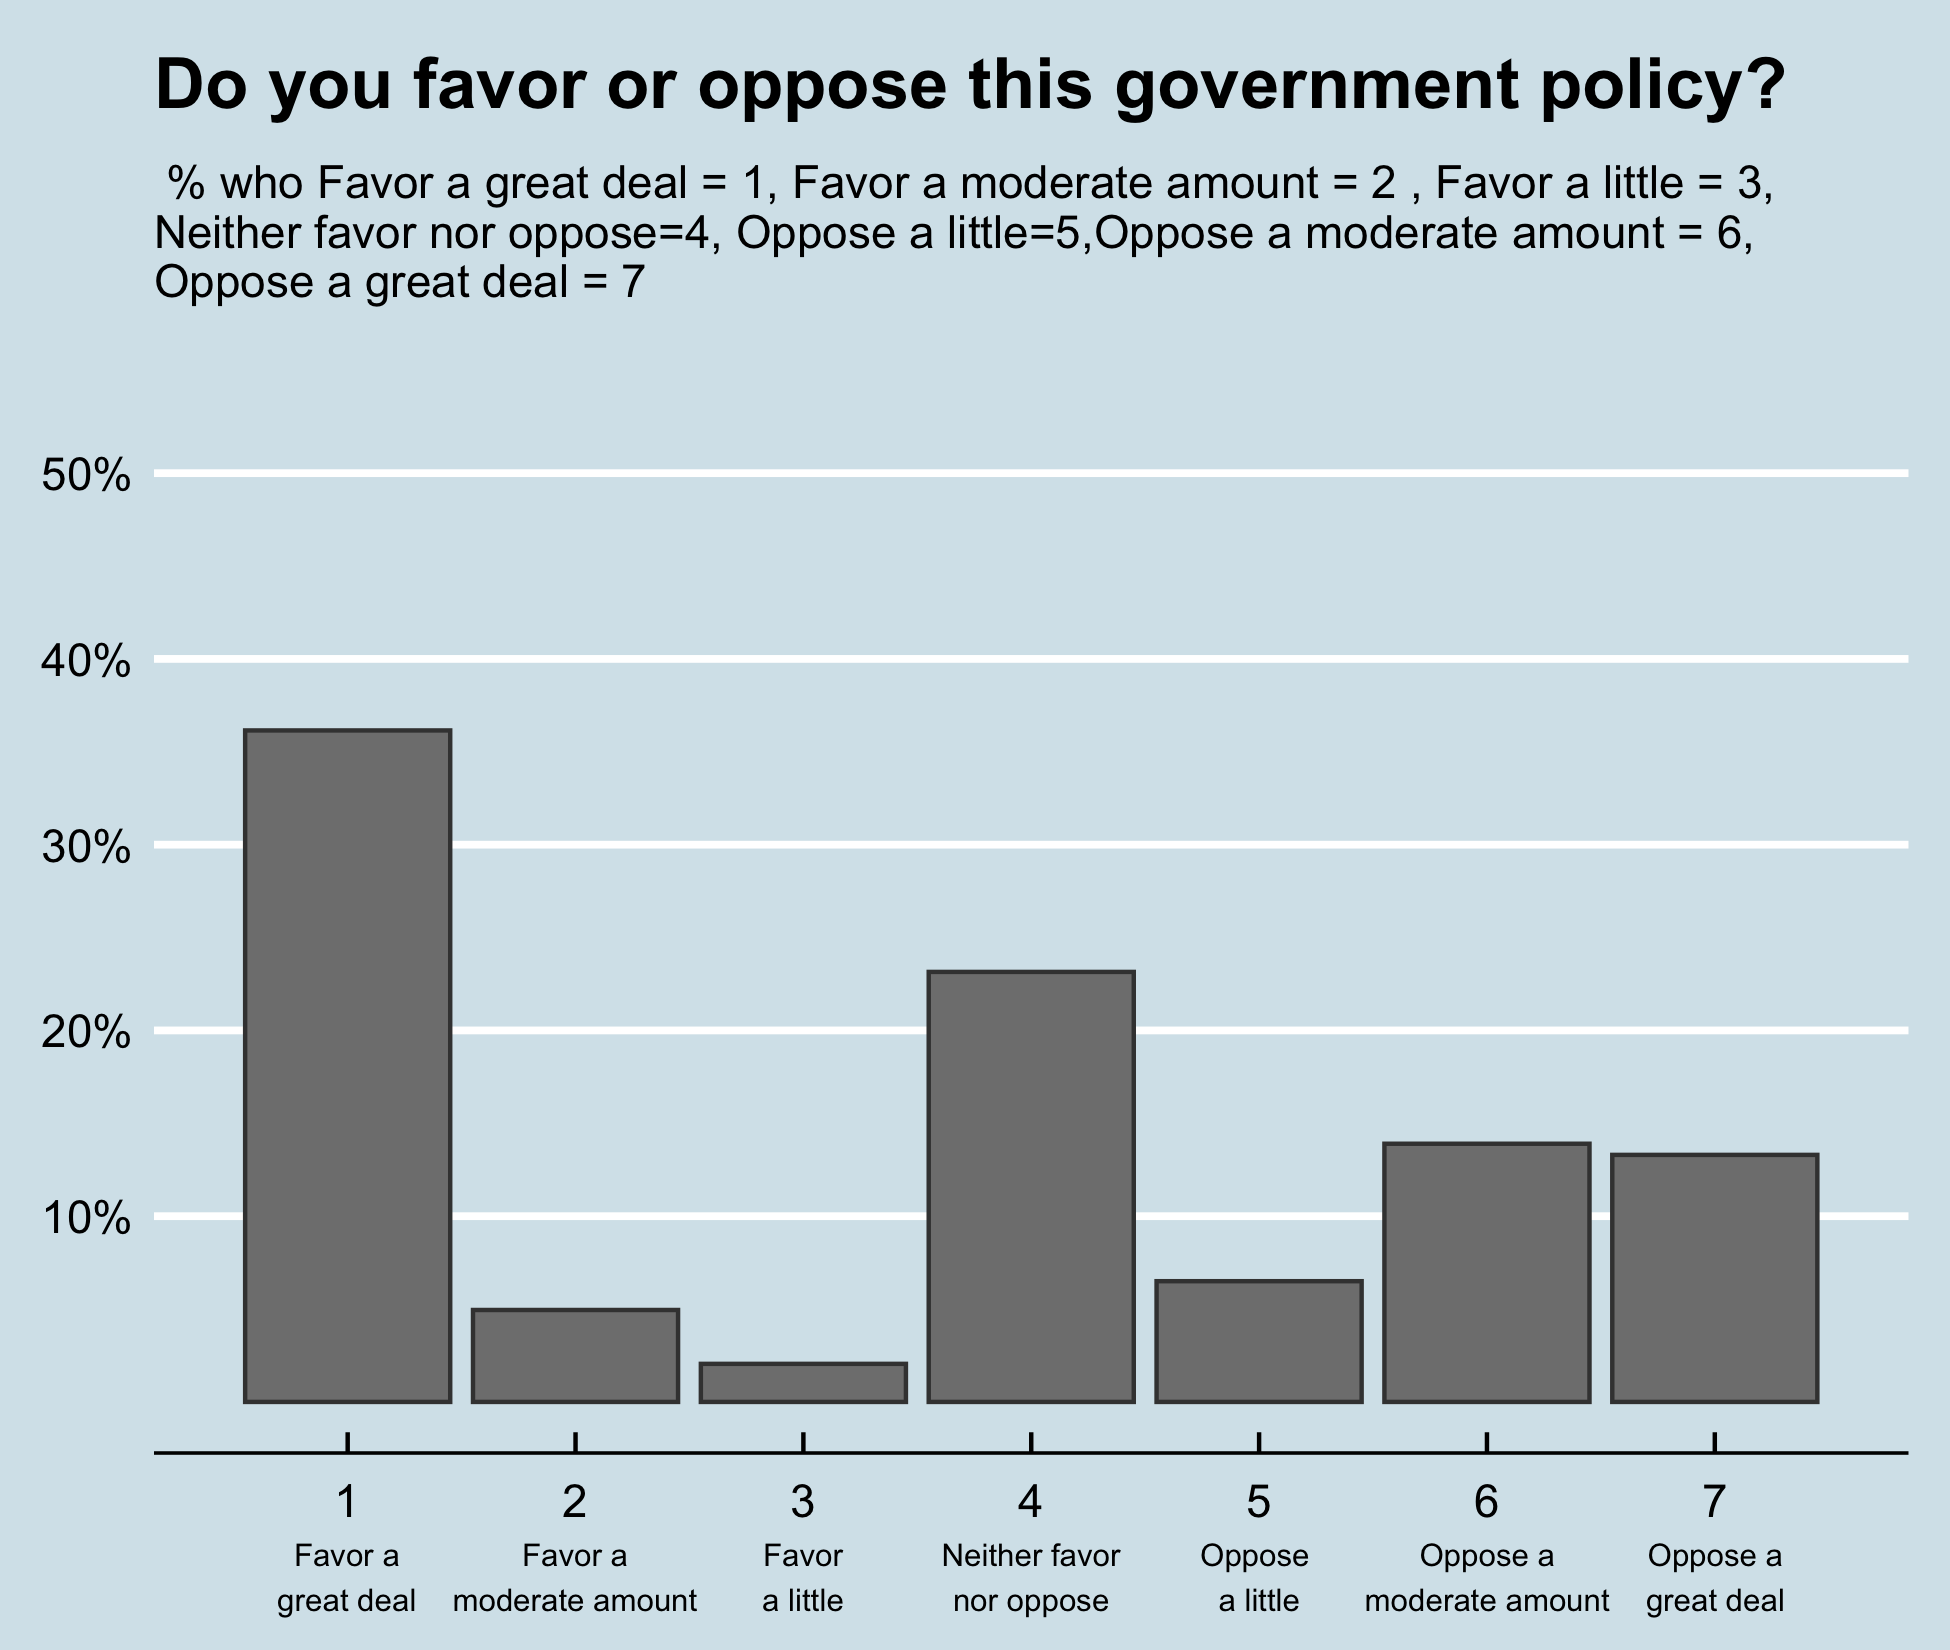 Do you favor or oppose this government policy?
% who Favor a great deal = 1, Favor a moderate amount = 2 , Favor a little = 3,
Neither favor nor oppose=4, Oppose a little=5,Oppose a moderate amount = 6,
Oppose a great deal = 7
50%
40%
30%
20%
10%
1 2 3 4 5 6 7
Favor a Favor a Favor Neither favor Oppose Oppose a Oppose a
great deal moderate amount a little nor oppose a little moderate amount great deal